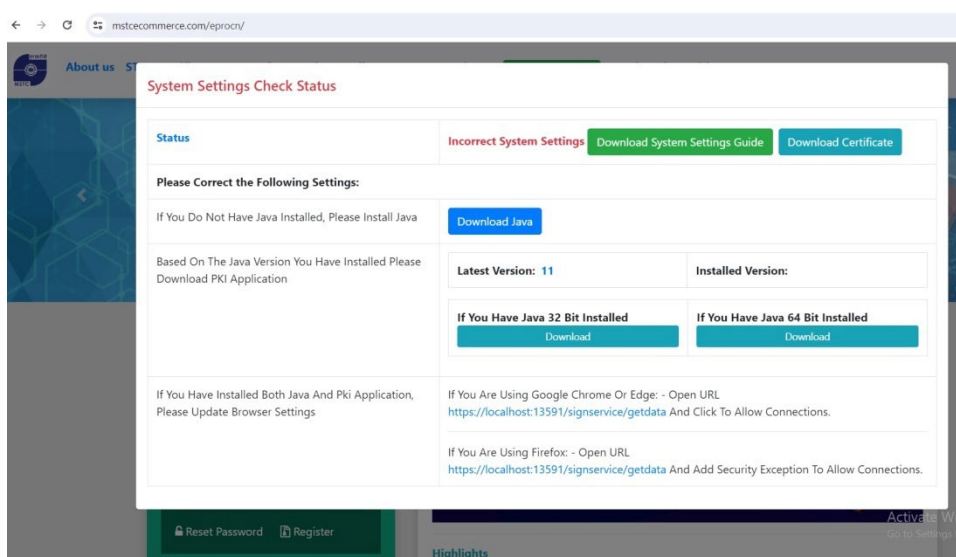 mstcecommerce.com/eprocn/
About us
System Settings Check Status
Status
Incorrect System Settings
Download System Settings Guide
Download Certificate
Please Correct the Following Settings:
If You Do Not Have Java Installed, Please Install Java
Download Java
Based On The Java Version You Have Installed Please
Download PKI Application
Latest Version: 11
Installed Version:
If You Have Java 32 Bit Installed
Download
If You Have Java 64 Bit Installed
Download
If You Have Installed Both Java And Pki Application,
Please Update Browser Settings
If You Are Using Google Chrome Or Edge: - Open URL
https://localhost:13591/signservice/getdata And Click To Allow Connections.
If You Are Using Firefox: - Open URL
https://localhost:13591/signservice/getdata And Add Security Exception To Allow Connections.
Reset Password
Register
Activate W
Go to Settings
Highlights